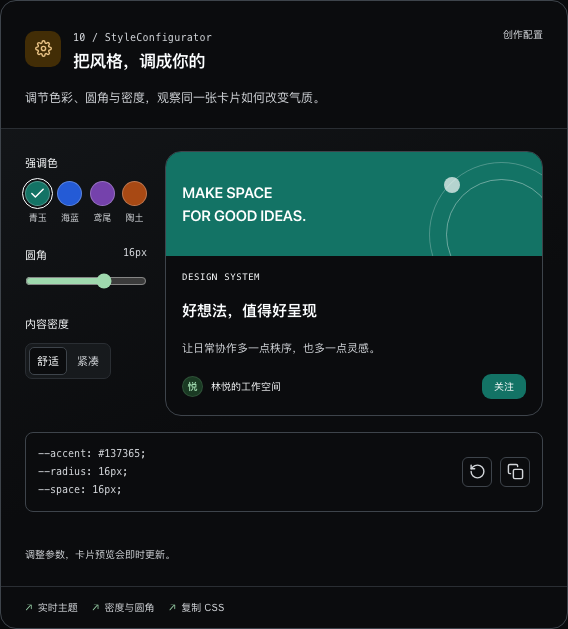 10 / StyleConfigurator
创作配置
把风格，调成你的
调节色彩、圆角与密度，观察同一张卡片如何改变气质。
强调色
青玉
海蓝
鸢尾
陶土
圆角
16px
内容密度
舒适
紧凑
MAKE SPACE
FOR GOOD IDEAS.
DESIGN SYSTEM
好想法，值得好呈现
让日常协作多一点秩序，也多一点灵感。
悦
林悦的工作空间
关注
--accent: #137365;
--radius: 16px;
--space: 16px;
调整参数，卡片预览会即时更新。
↗ 实时主题
↗ 密度与圆角
↗ 复制 CSS